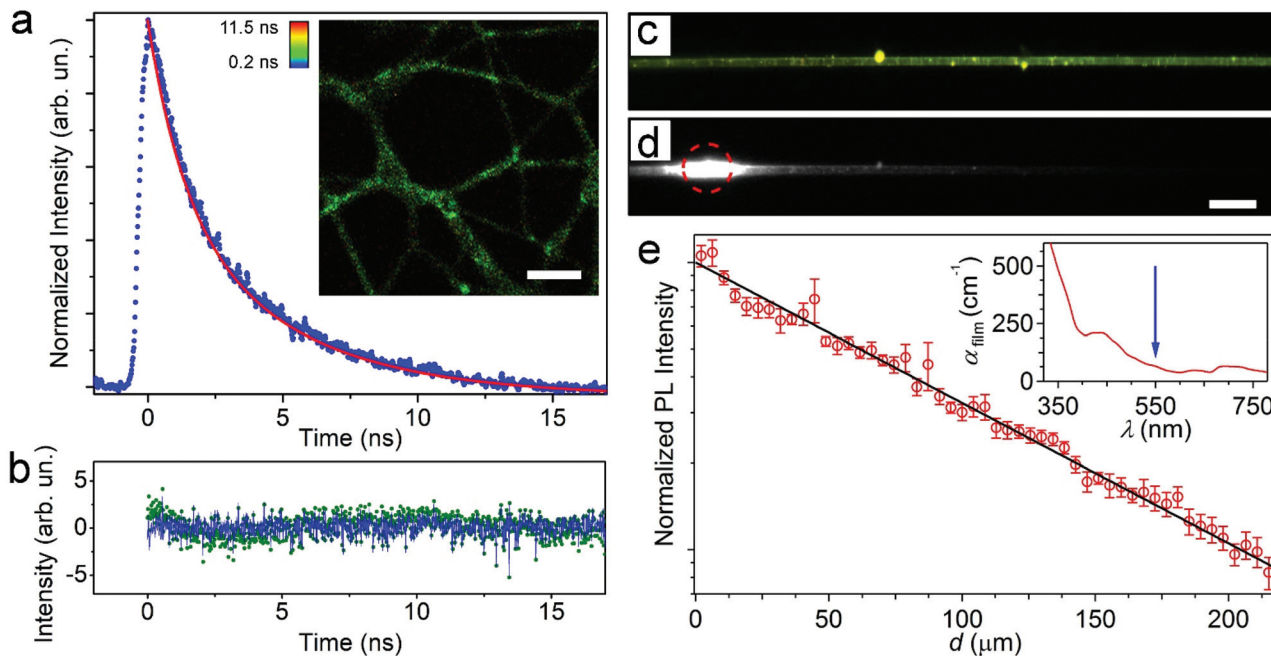 a
11.5 ns
0.2 ns
Normalized Intensity (arb. un.)
0 5 10 15
Time (ns)
b
Intensity (arb. un.)
5
0
-5
0 5 10 15
Time (ns)
c
d
e
Normalized PL Intensity
0 50 100 150 200
d (μm)
α film (cm⁻¹)
500
250
0
350 550 750
λ (nm)